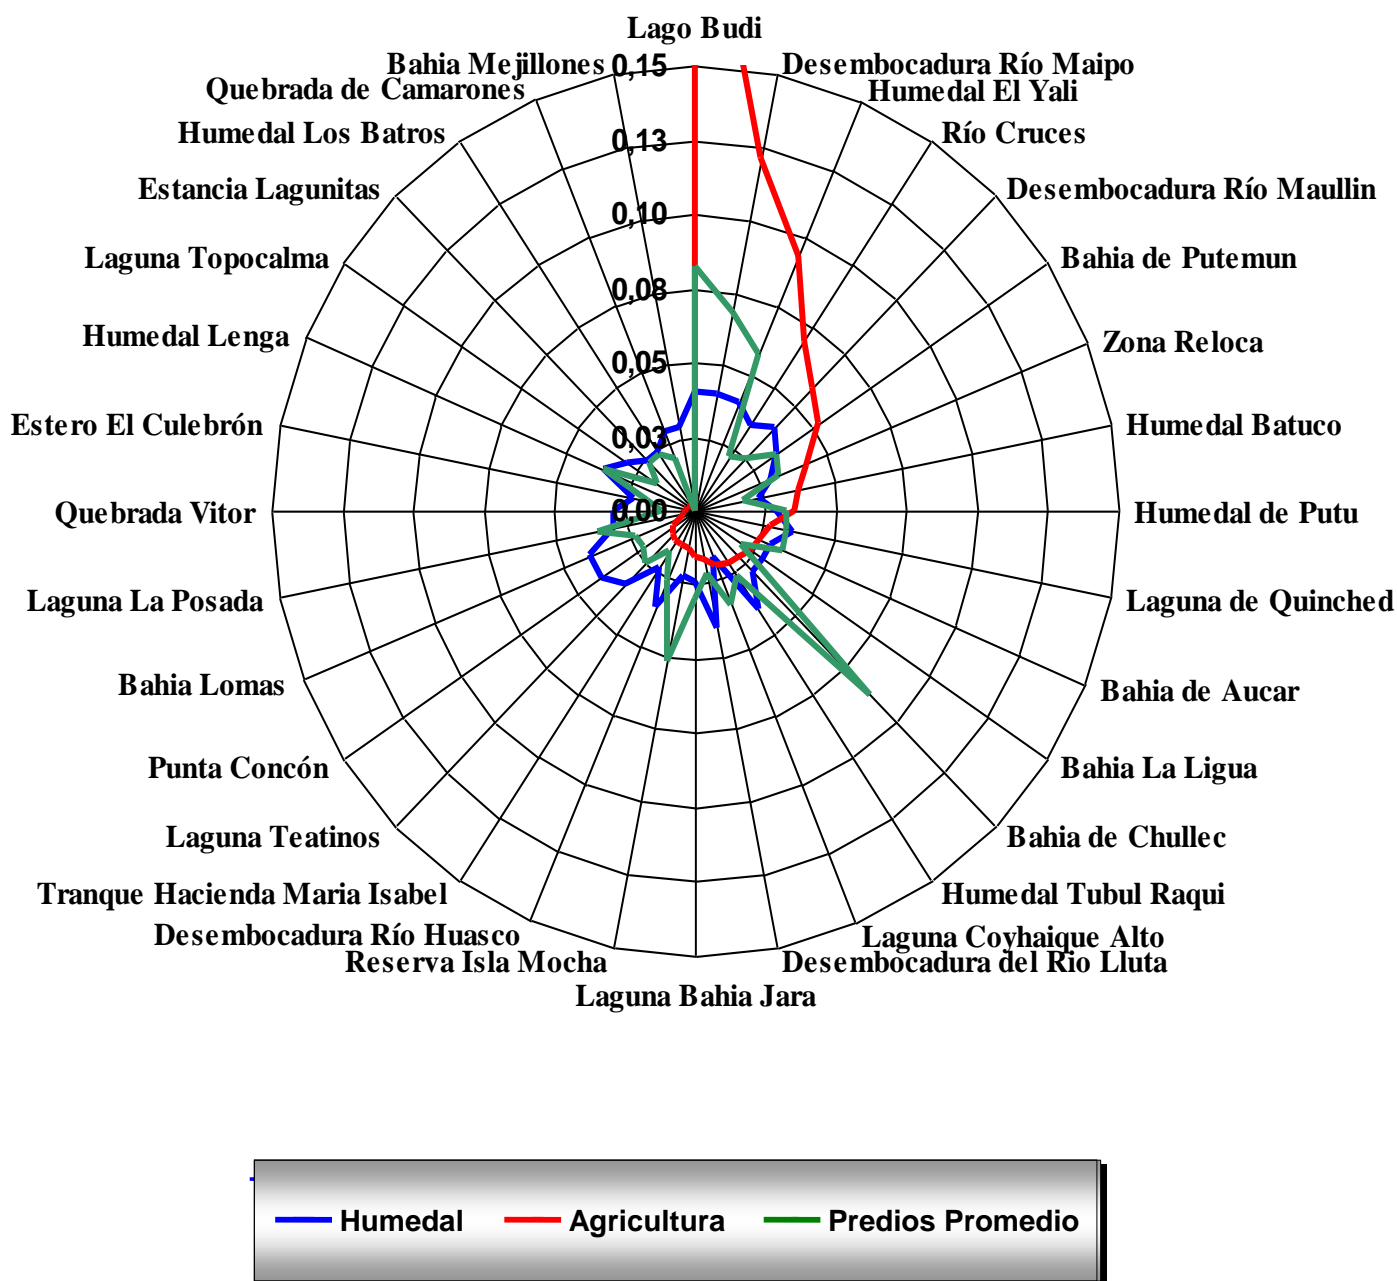 Lago Budi
Bahia Mejillones
Desembocadura Río Maipo
Quebrada de Camarones
Humedal El Yali
Humedal Los Batros
Río Cruces
Estancia Lagunitas
Desembocadura Río Maullin
Laguna Topocalma
Bahia de Putemun
Humedal Lenga
Zona Reloca
Estero El Culebrón
Humedal Batuco
Quebrada Vitor
Humedal de Putu
Laguna La Posada
Laguna de Quinched
Bahia Lomas
Bahia de Aucar
Punta Concón
Bahia La Ligua
Laguna Teatinos
Bahia de Chullec
Tranque Hacienda Maria Isabel
Humedal Tubul Raqui
Desembocadura Río Huasco
Laguna Coyhaique Alto
Reserva Isla Mocha
Desembocadura del Rio Lluta
Laguna Bahia Jara
0,15
0,13
0,10
0,08
0,05
0,03
0,00
Humedal
Agricultura
Predios Promedio